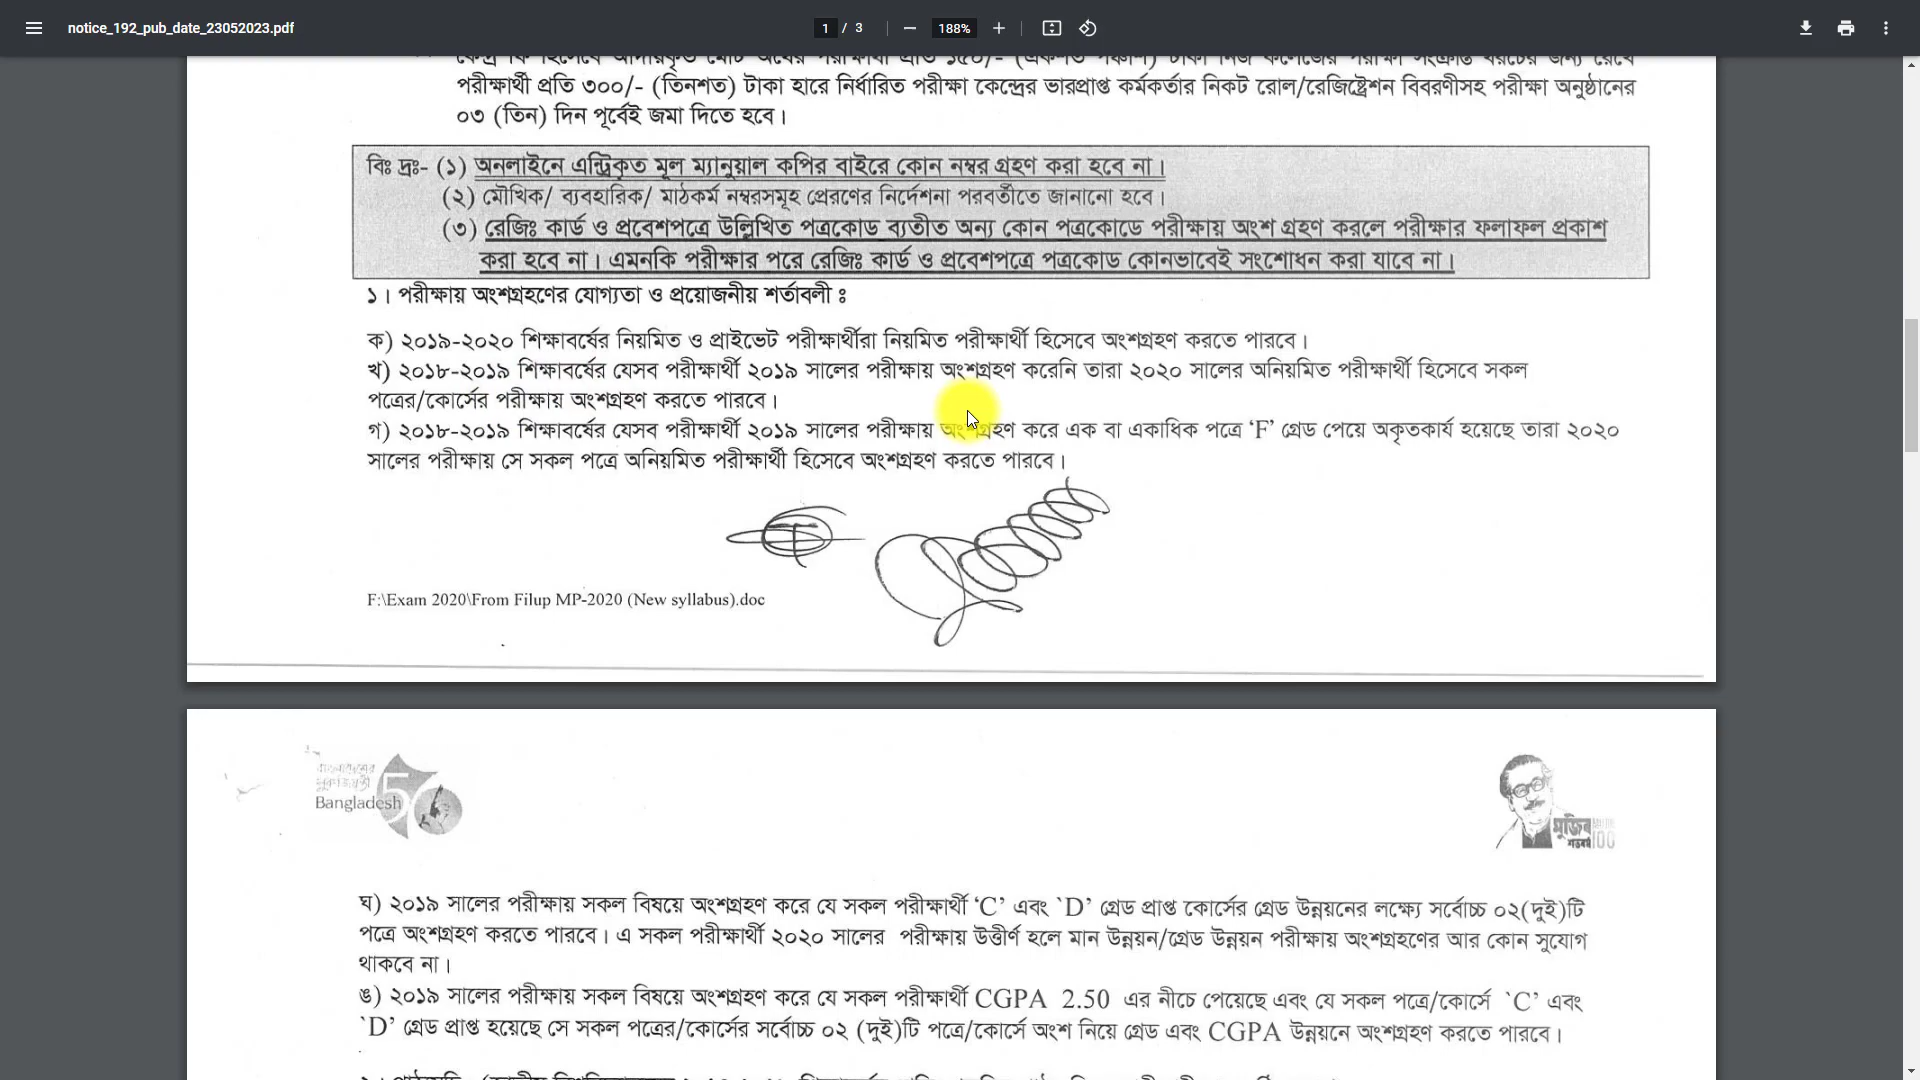 notice_192_pub_date_23052023.pdf
1 / 3
188%
পরীক্ষার্থী প্রতি ৩০০/- (তিনশত) টাকা হারে নির্ধারিত পরীক্ষা কেন্দ্রের ভারপ্রাপ্ত কর্মকর্তার নিকট রোল/রেজিষ্ট্রেশন বিবরণীসহ পরীক্ষা অনুষ্ঠানের
০৩ (তিন) দিন পূর্বেই জমা দিতে হবে।
বিঃ দ্রঃ- (১) অনলাইনে এন্ট্রিকৃত মূল ম্যানুয়াল কপির বাইরে কোন নম্বর গ্রহণ করা হবে না।
(২) মৌখিক/ ব্যবহারিক/ মাঠকর্ম নম্বরসমূহ প্রেরণের নির্দেশনা পরবর্তীতে জানানো হবে।
(৩) রেজিঃ কার্ড ও প্রবেশপত্রে উল্লিখিত পত্রকোড ব্যতীত অন্য কোন পত্রকোডে পরীক্ষায় অংশ গ্রহণ করলে পরীক্ষার ফলাফল প্রকাশ
করা হবে না। এমনকি পরীক্ষার পরে রেজিঃ কার্ড ও প্রবেশপত্রে পত্রকোড কোনভাবেই সংশোধন করা যাবে না।
১। পরীক্ষায় অংশগ্রহণের যোগ্যতা ও প্রয়োজনীয় শর্তাবলী ঃ
ক) ২০১৯-২০২০ শিক্ষাবর্ষের নিয়মিত ও প্রাইভেট পরীক্ষার্থীরা নিয়মিত পরীক্ষার্থী হিসেবে অংশগ্রহণ করতে পারবে।
খ) ২০১৮-২০১৯ শিক্ষাবর্ষের যেসব পরীক্ষার্থী ২০১৯ সালের পরীক্ষায় অংশগ্রহণ করেনি তারা ২০২০ সালের অনিয়মিত পরীক্ষার্থী হিসেবে সকল
পত্রের/কোর্সের পরীক্ষায় অংশগ্রহণ করতে পারবে।
গ) ২০১৮-২০১৯ শিক্ষাবর্ষের যেসব পরীক্ষার্থী ২০১৯ সালের পরীক্ষায় অংশগ্রহণ করে এক বা একাধিক পত্রে ‘F’ গ্রেড পেয়ে অকৃতকার্য হয়েছে তারা ২০২০
সালের পরীক্ষায় সে সকল পত্রে অনিয়মিত পরীক্ষার্থী হিসেবে অংশগ্রহণ করতে পারবে।
F:\Exam 2020\From Filup MP-2020 (New syllabus).doc
Bangladesh
50
মুজিব
100
ঘ) ২০১৯ সালের পরীক্ষায় সকল বিষয়ে অংশগ্রহণ করে যে সকল পরীক্ষার্থী ‘C’ এবং `D’ গ্রেড প্রাপ্ত কোর্সের গ্রেড উন্নয়নের লক্ষ্যে সর্বোচ্চ ০২(দুই)টি
পত্রে অংশগ্রহণ করতে পারবে। এ সকল পরীক্ষার্থী ২০২০ সালের পরীক্ষায় উত্তীর্ণ হলে মান উন্নয়ন/গ্রেড উন্নয়ন পরীক্ষায় অংশগ্রহণের আর কোন সুযোগ
থাকবে না।
ঙ) ২০১৯ সালের পরীক্ষায় সকল বিষয়ে অংশগ্রহণ করে যে সকল পরীক্ষার্থী CGPA 2.50 এর নীচে পেয়েছে এবং যে সকল পত্রে/কোর্সে `C’ এবং
`D’ গ্রেড প্রাপ্ত হয়েছে সে সকল পত্রের/কোর্সের সর্বোচ্চ ০২ (দুই)টি পত্রে/কোর্সে অংশ নিয়ে গ্রেড এবং CGPA উন্নয়নে অংশগ্রহণ করতে পারবে।